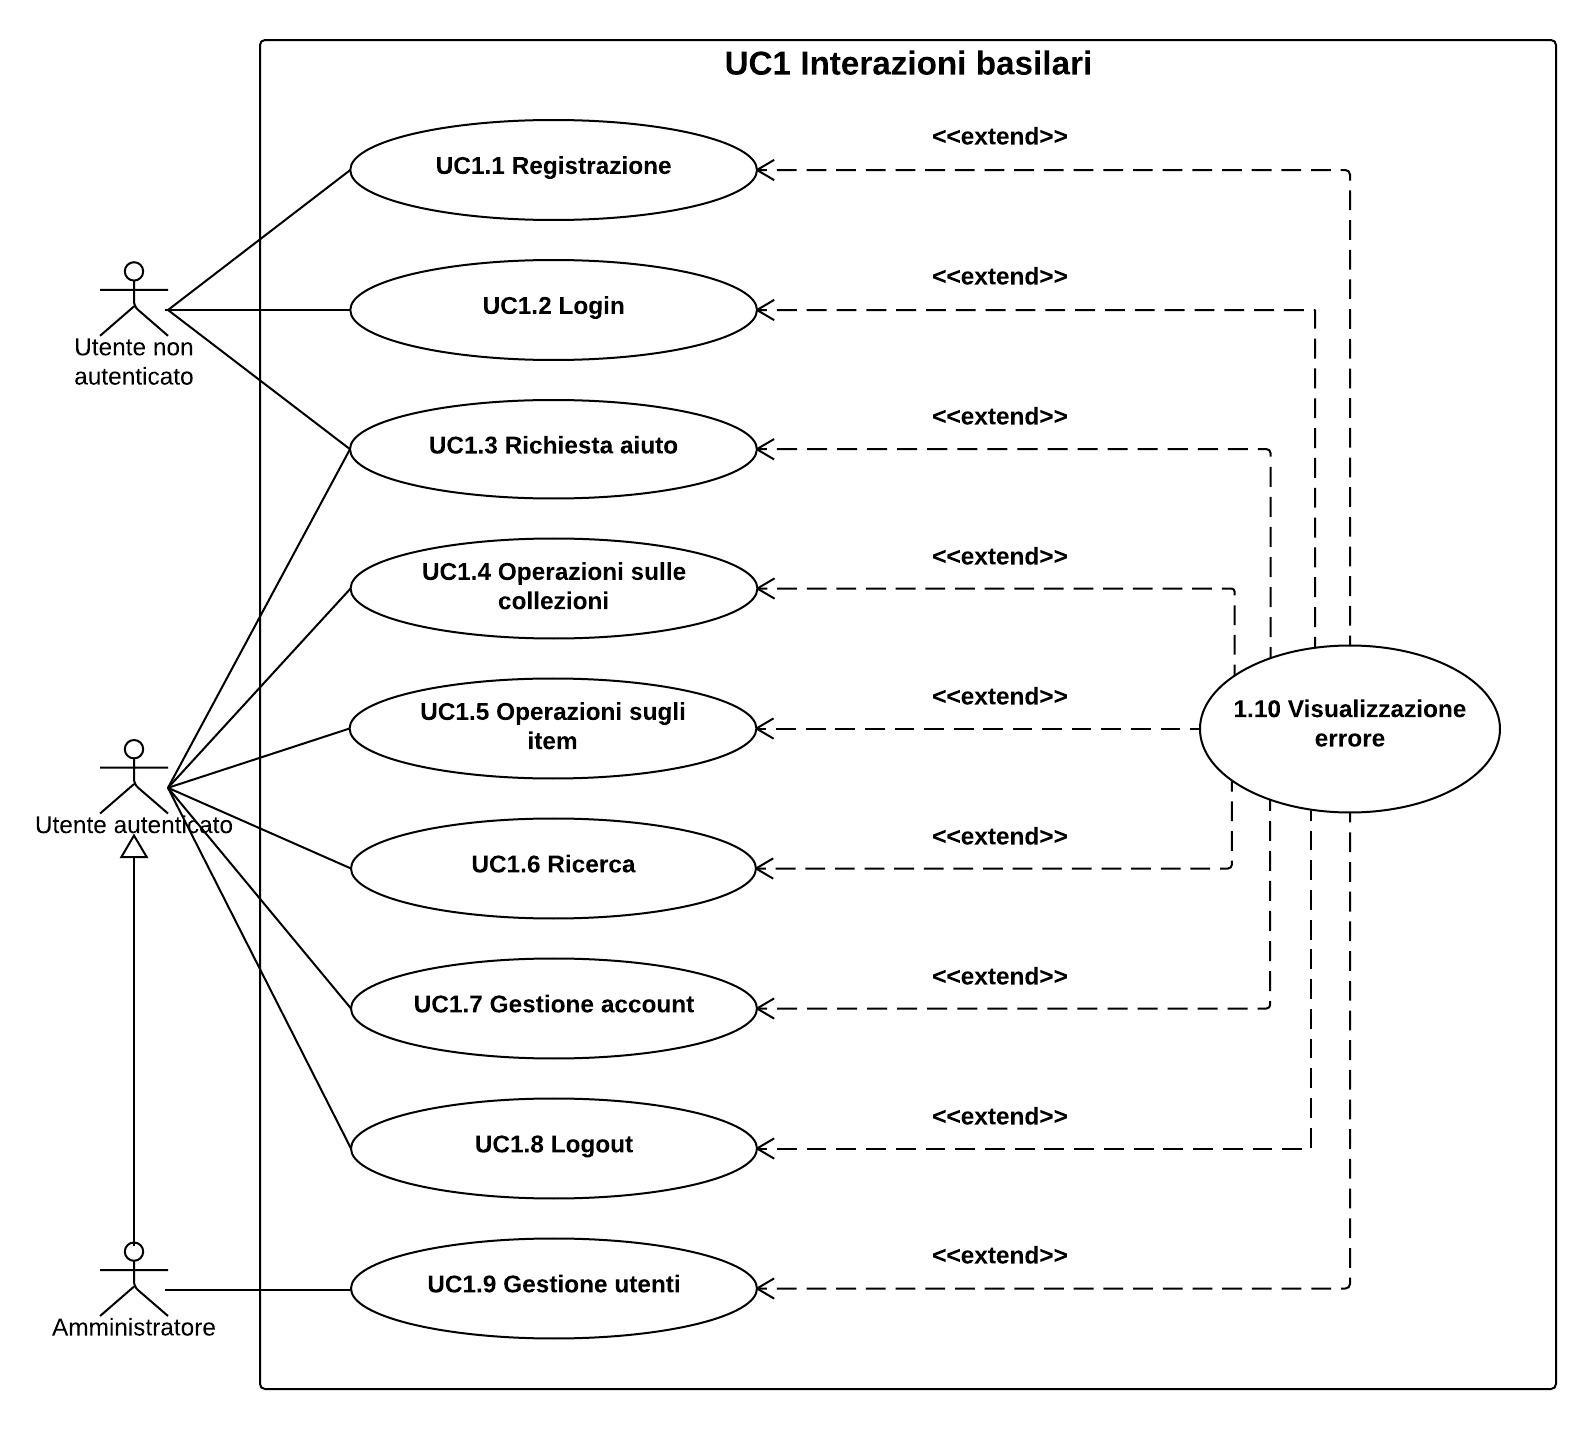 UC1 Interazioni basilari
<<extend>>
UC1.1 Registrazione
<<extend>>
UC1.2 Login
Utente non
autenticato
<<extend>>
UC1.3 Richiesta aiuto
<<extend>>
UC1.4 Operazioni sulle
collezioni
<<extend>>
UC1.5 Operazioni sugli
item
1.10 Visualizzazione
errore
Utente autenticato
<<extend>>
UC1.6 Ricerca
<<extend>>
UC1.7 Gestione account
<<extend>>
UC1.8 Logout
<<extend>>
UC1.9 Gestione utenti
Amministratore